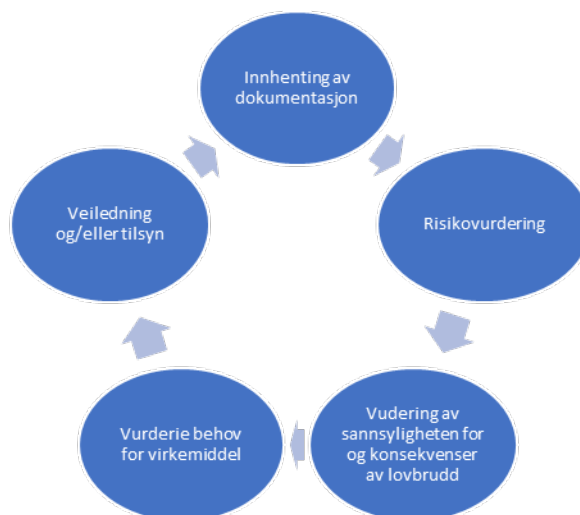 Innhenting av
dokumentasjon
Risikovurdering
Vudering av
sannsyligheten for
og konsekvenser
av lovbrudd
Vurderie behov
for virkemiddel
Veiledning
og/eller tilsyn